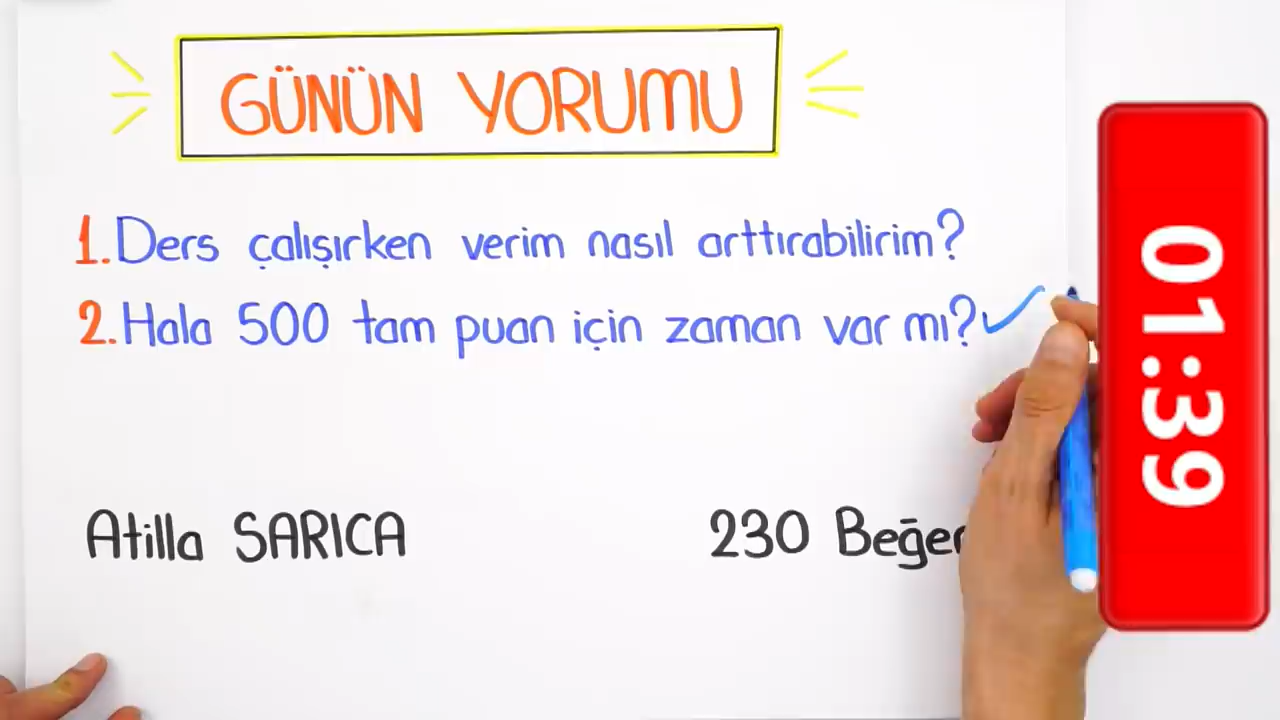 GÜNÜN YORUMU
1. Ders çalışırken verim nasıl arttırabilirim?
2. Hala 500 tam puan için zaman var mı?
Atilla SARICA
230
01:39